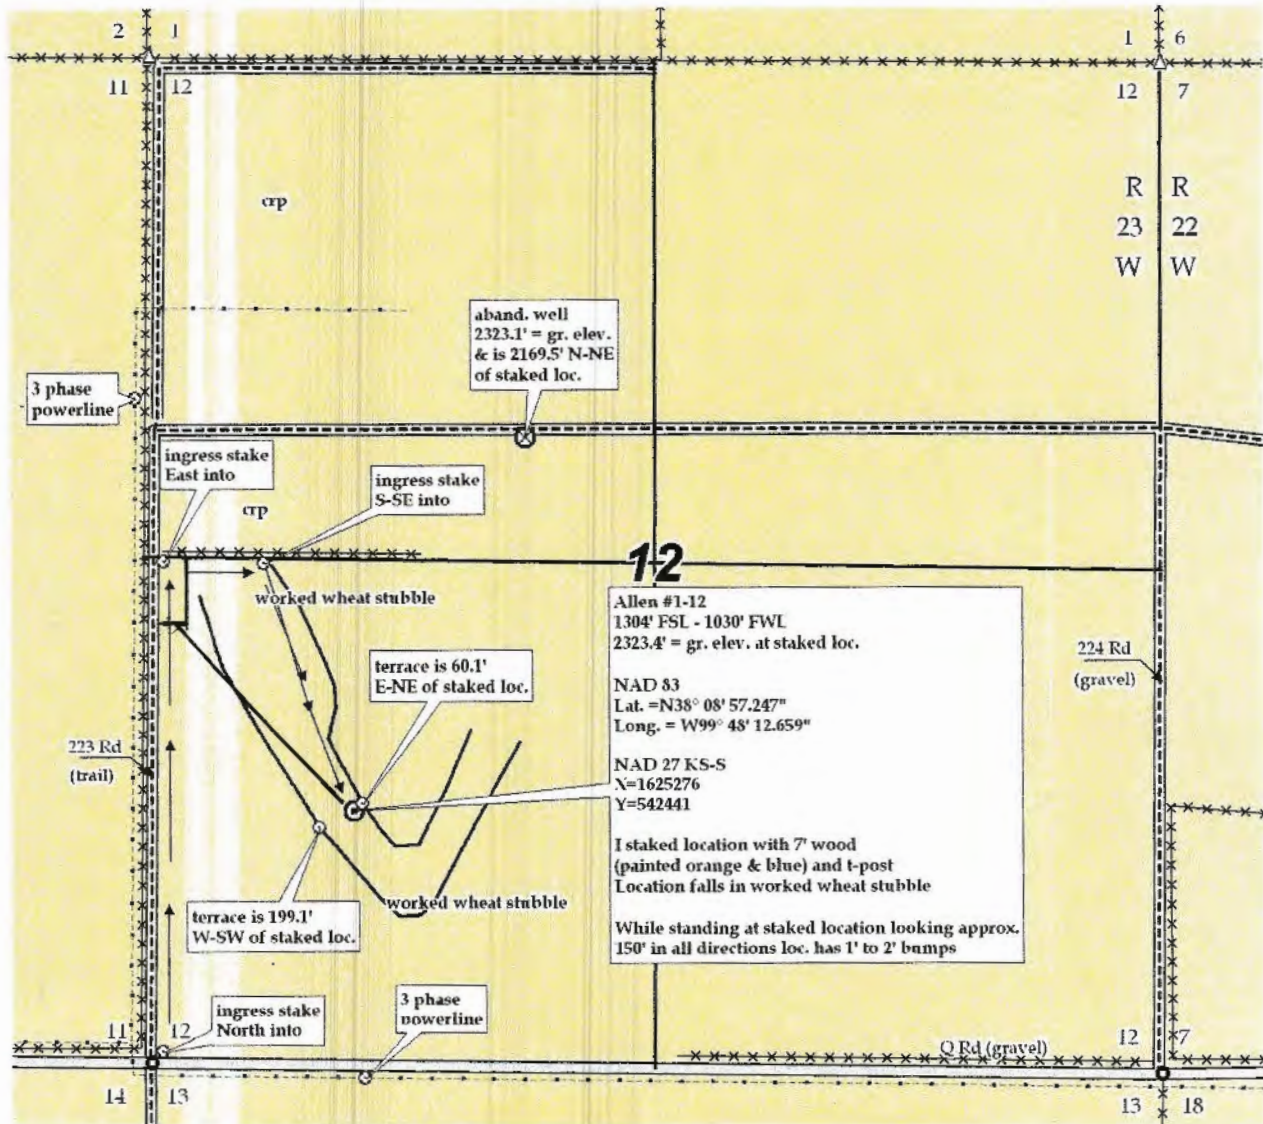 2 1
1 6
11 12
12 7
R R
23 22
W W
crp
aband. well
2323.1' = gr. elev.
& is 2169.5' N-NE
of staked loc.
3 phase
powerline
ingress stake
East into
ingress stake
S-SE into
crp
12
worked wheat stubble
Allen #1-12
1304' FSL - 1030' FWL
2323.4' = gr. elev. at staked loc.
NAD 83
Lat. =N38° 08' 57.247"
Long. = W99° 48' 12.659"
NAD 27 KS-S
X=1625276
Y=542441
I staked location with 7' wood
(painted orange & blue) and t-post
Location falls in worked wheat stubble
While standing at staked location looking approx.
150' in all directions loc. has 1' to 2' bumps
terrace is 60.1'
E-NE of staked loc.
224 Rd
(gravel)
223 Rd
(trail)
worked wheat stubble
terrace is 199.1'
W-SW of staked loc.
ingress stake
North into
3 phase
powerline
11 12
Q Rd (gravel)
12 7
14 13
13 18